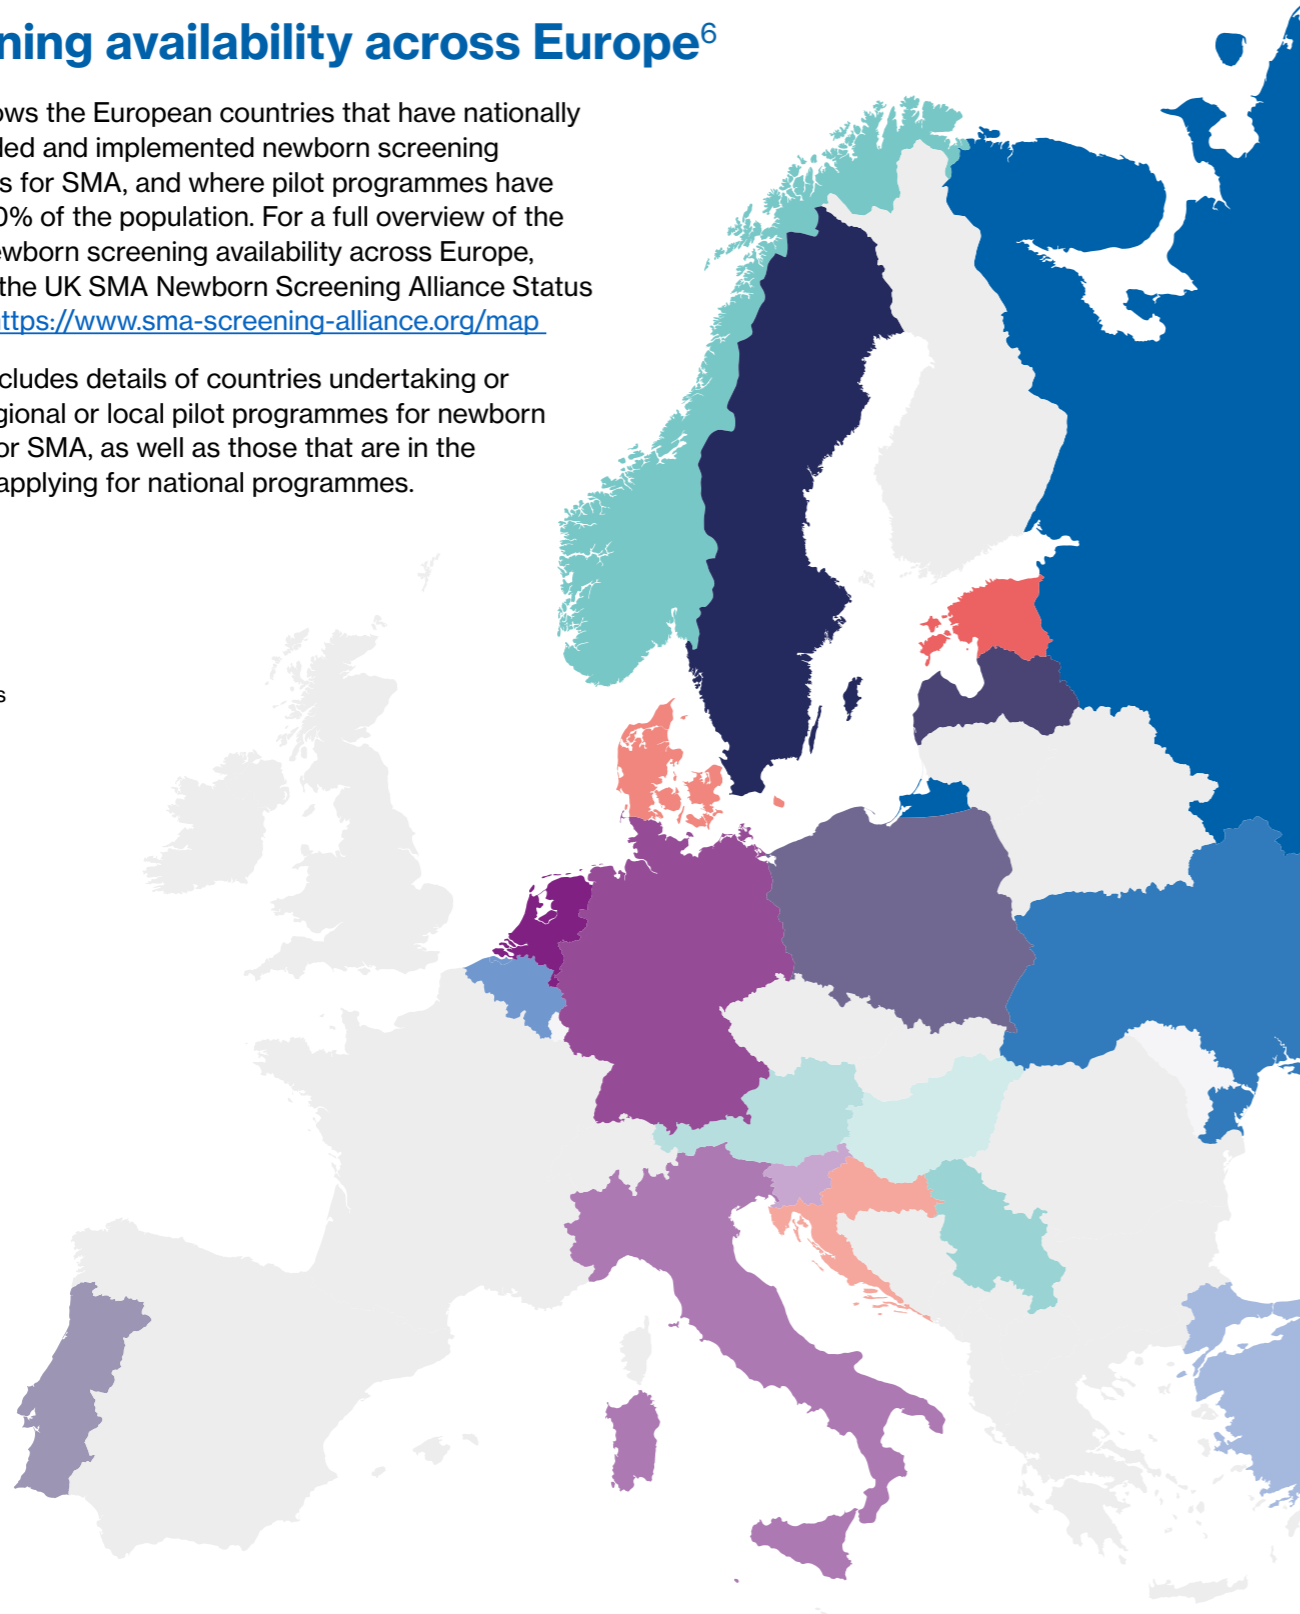 ning availability across Europe6
ows the European countries that have nationally
led and implemented newborn screening
s for SMA, and where pilot programmes have
0% of the population. For a full overview of the
ewborn screening availability across Europe,
the UK SMA Newborn Screening Alliance Status
ttps://www.sma-screening-alliance.org/map
cludes details of countries undertaking or
gional or local pilot programmes for newborn
or SMA, as well as those that are in the
applying for national programmes.
s